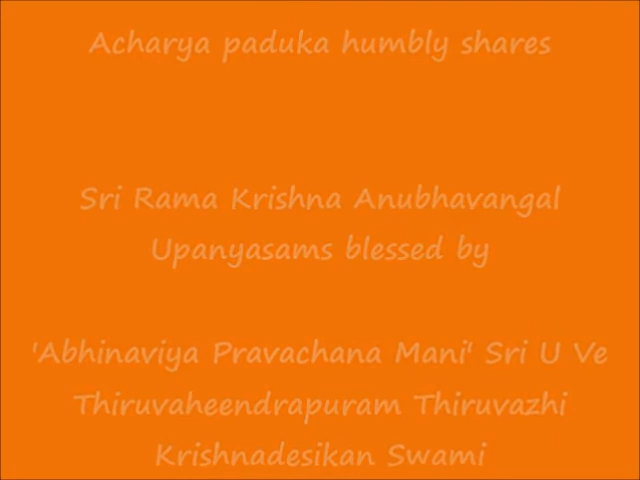 Acharya paduka humbly shares
Sri Rama Krishna Anubhavangal
Upanyasams blessed by
'Abhinaviya Pravachana Mani' Sri U Ve
Thiruvaheendrapuram Thiruvazhi
Krishnadesikan Swami